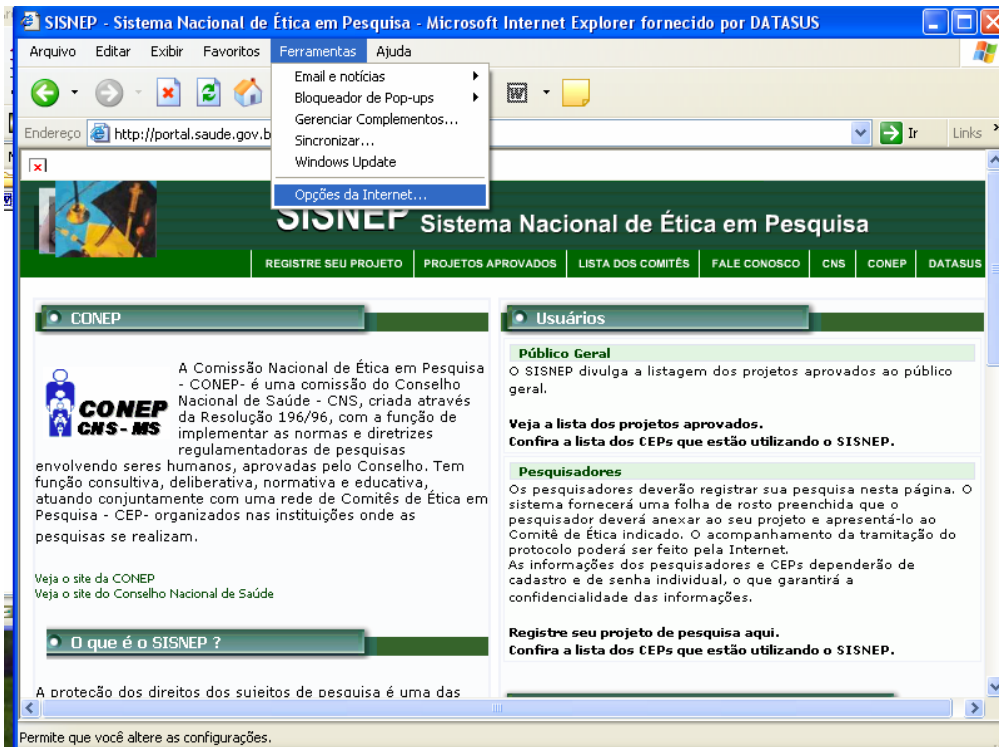 SISNEP - Sistema Nacional de Ética em Pesquisa - Microsoft Internet Explorer fornecido por DATASUS
Arquivo Editar Exibir Favoritos Ferramentas Ajuda
Email e notícias
Bloqueador de Pop-ups
Gerenciar Complementos...
Sincronizar...
Windows Update
Opções da Internet...
Endereço http://portal.saude.gov.b
Ir Links
SISNEP Sistema Nacional de Ética em Pesquisa
REGISTRE SEU PROJETO PROJETOS APROVADOS LISTA DOS COMITÊS FALE CONOSCO CNS CONEP DATASUS
CONEP
CONEP
CNS - MS
A Comissão Nacional de Ética em Pesquisa
- CONEP- é uma comissão do Conselho
Nacional de Saúde - CNS, criada através
da Resolução 196/96, com a função de
implementar as normas e diretrizes
regulamentadoras de pesquisas
envolvendo seres humanos, aprovadas pelo Conselho. Tem
função consultiva, deliberativa, normativa e educativa,
atuando conjuntamente com uma rede de Comitês de Ética em
Pesquisa - CEP- organizados nas instituições onde as
pesquisas se realizam.
Veja o site da CONEP
Veja o site do Conselho Nacional de Saúde
O que é o SISNEP ?
A proteção dos direitos dos sujeitos de pesquisa é uma das
Usuários
Público Geral
O SISNEP divulga a listagem dos projetos aprovados ao público
geral.
Veja a lista dos projetos aprovados.
Confira a lista dos CEPs que estão utilizando o SISNEP.
Pesquisadores
Os pesquisadores deverão registrar sua pesquisa nesta página. O
sistema fornecerá uma folha de rosto preenchida que o
pesquisador deverá anexar ao seu projeto e apresentá-lo ao
Comitê de Ética indicado. O acompanhamento da tramitação do
protocolo poderá ser feito pela Internet.
As informações dos pesquisadores e CEPs dependerão de
cadastro e de senha individual, o que garantirá a
confidencialidade das informações.
Registre seu projeto de pesquisa aqui.
Confira a lista dos CEPs que estão utilizando o SISNEP.
Permite que você altere as configurações.